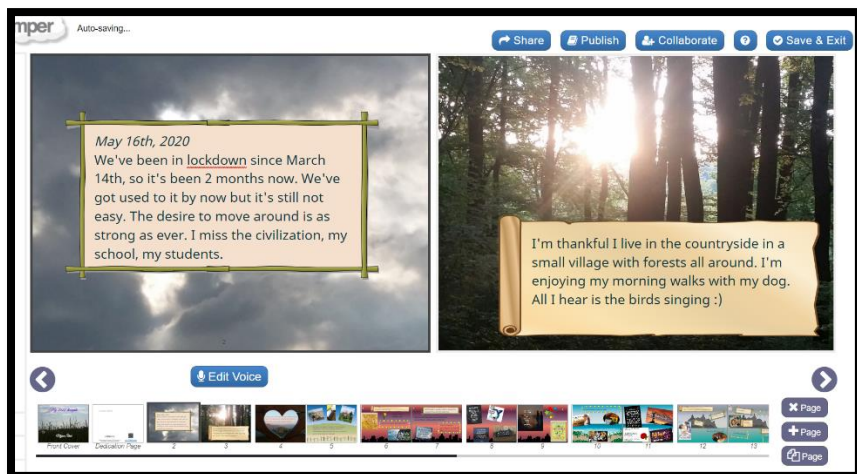 mper
Auto-saving...
Share
Publish
Collaborate
?
Save & Exit
May 16th, 2020
We've been in lockdown since March
14th, so it's been 2 months now. We've
got used to it by now but it's still not
easy. The desire to move around is as
strong as ever. I miss the civilization, my
school, my students.
I'm thankful I live in the countryside in a
small village with forests all around. I'm
enjoying my morning walks with my dog.
All I hear is the birds singing :)
2
Edit Voice
Front Cover
Dedication Page
2
3
4
5
6
7
8
9
10
11
12
13
Page
Page
Page